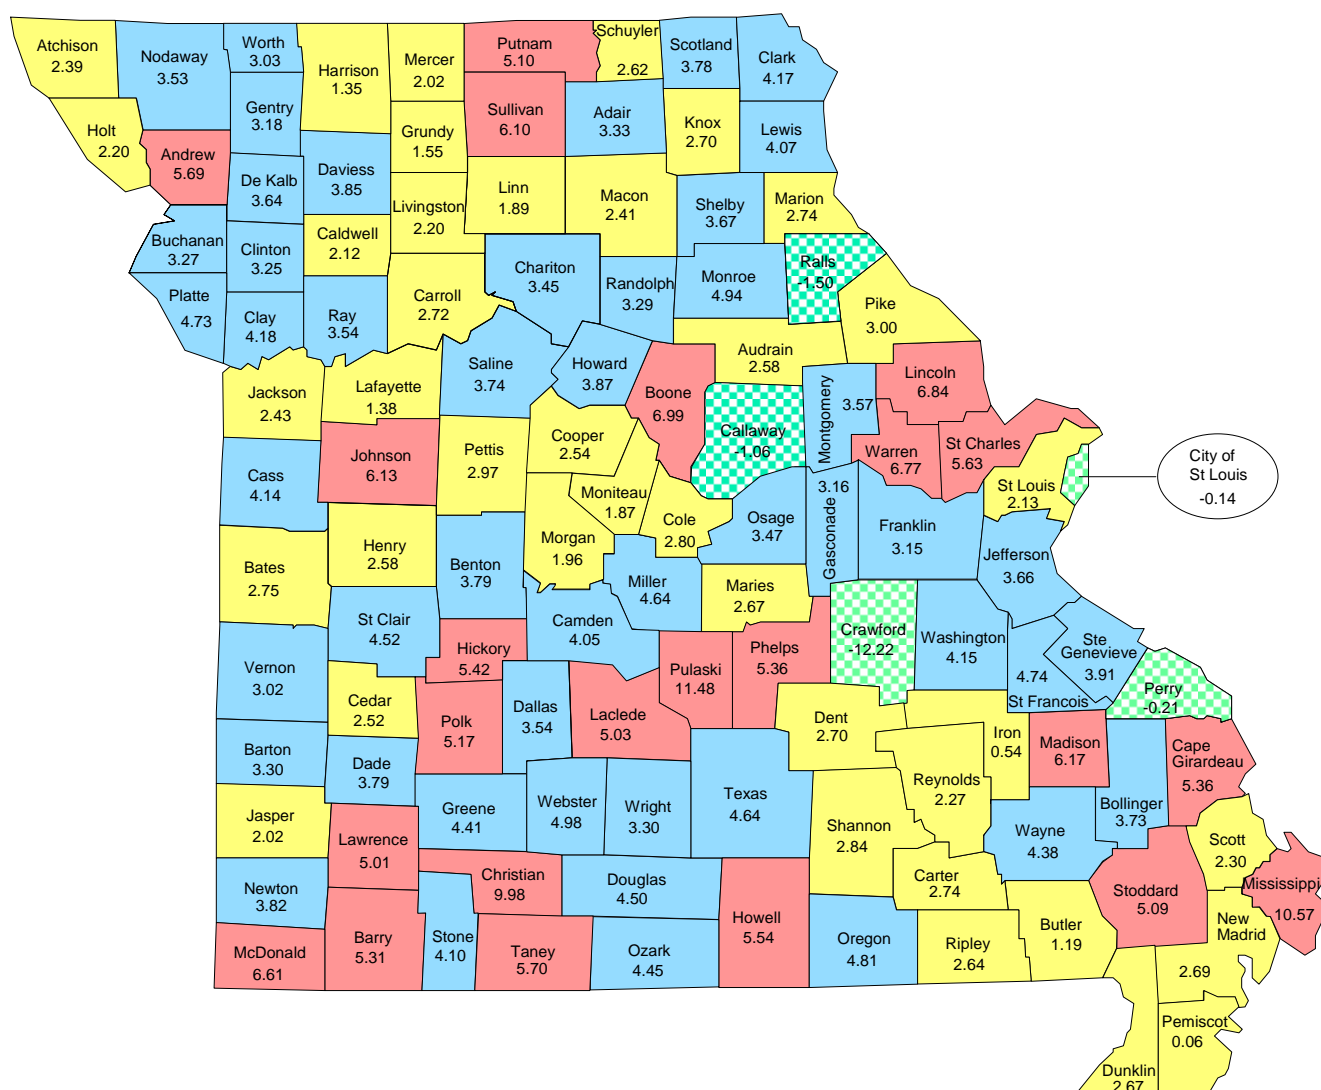 Atchison
2.39
Nodaway
3.53
Worth
3.03
Harrison
1.35
Mercer
2.02
Putnam
5.10
Schuyler
2.62
Scotland
3.78
Clark
4.17
Holt
2.20
Andrew
5.69
Gentry
3.18
Grundy
1.55
Sullivan
6.10
Adair
3.33
Knox
2.70
Lewis
4.07
De Kalb
3.64
Daviess
3.85
Livingston
2.20
Linn
1.89
Macon
2.41
Shelby
3.67
Marion
2.74
Buchanan
3.27
Clinton
3.25
Caldwell
2.12
Carroll
2.72
Chariton
3.45
Randolph
3.29
Monroe
4.94
Ralls
-1.50
Pike
3.00
Platte
4.73
Clay
4.18
Ray
3.54
Saline
3.74
Howard
3.87
Boone
6.99
Audrain
2.58
Lincoln
6.84
Jackson
2.43
Lafayette
1.38
Callaway
-1.06
Montgomery
3.57
Warren
6.77
St Charles
5.63
Cass
4.14
Johnson
6.13
Pettis
2.97
Cooper
2.54
Moniteau
1.87
Cole
2.80
Osage
3.47
Gasconade
3.16
Franklin
3.15
St Louis
2.13
City of
St Louis
-0.14
Bates
2.75
Henry
2.58
Benton
3.79
Morgan
1.96
Miller
4.64
Maries
2.67
Jefferson
3.66
St Clair
4.52
Camden
4.05
Crawford
-12.22
Washington
4.15
Ste
Genevieve
3.91
4.74
St Francois
Perry
-0.21
Vernon
3.02
Hickory
5.42
Pulaski
11.48
Phelps
5.36
Cedar
2.52
Polk
5.17
Dallas
3.54
Laclede
5.03
Dent
2.70
Iron
0.54
Madison
6.17
Cape
Girardeau
5.36
Barton
3.30
Dade
3.79
Greene
4.41
Webster
4.98
Wright
3.30
Texas
4.64
Reynolds
2.27
Bollinger
3.73
Jasper
2.02
Lawrence
5.01
Shannon
2.84
Wayne
4.38
Scott
2.30
Newton
3.82
Christian
9.98
Douglas
4.50
Howell
5.54
Carter
2.74
Stoddard
5.09
Mississippi
10.57
McDonald
6.61
Barry
5.31
Stone
4.10
Taney
5.70
Ozark
4.45
Oregon
4.81
Ripley
2.64
Butler
1.19
New
Madrid
2.69
Pemiscot
0.06
Dunklin
2.67